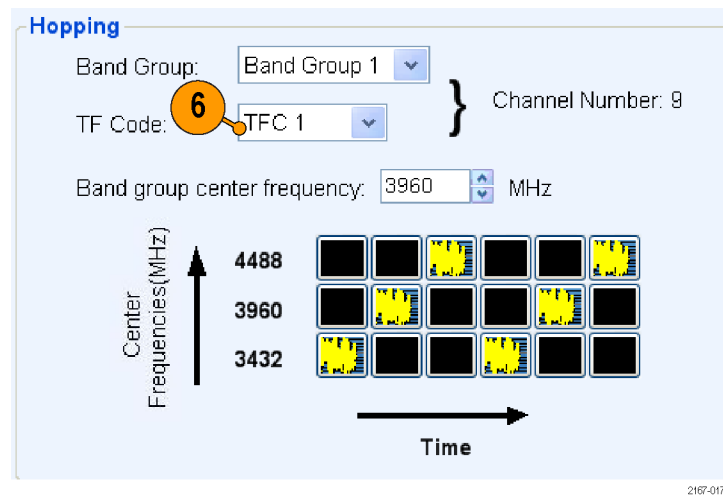 Hopping
Band Group: Band Group 1
6
TF Code: TFC 1
} Channel Number: 9
Band group center frequency: 3960 MHz
Center
Frequencies(MHz)
4488
3960
3432
Time
2167-017